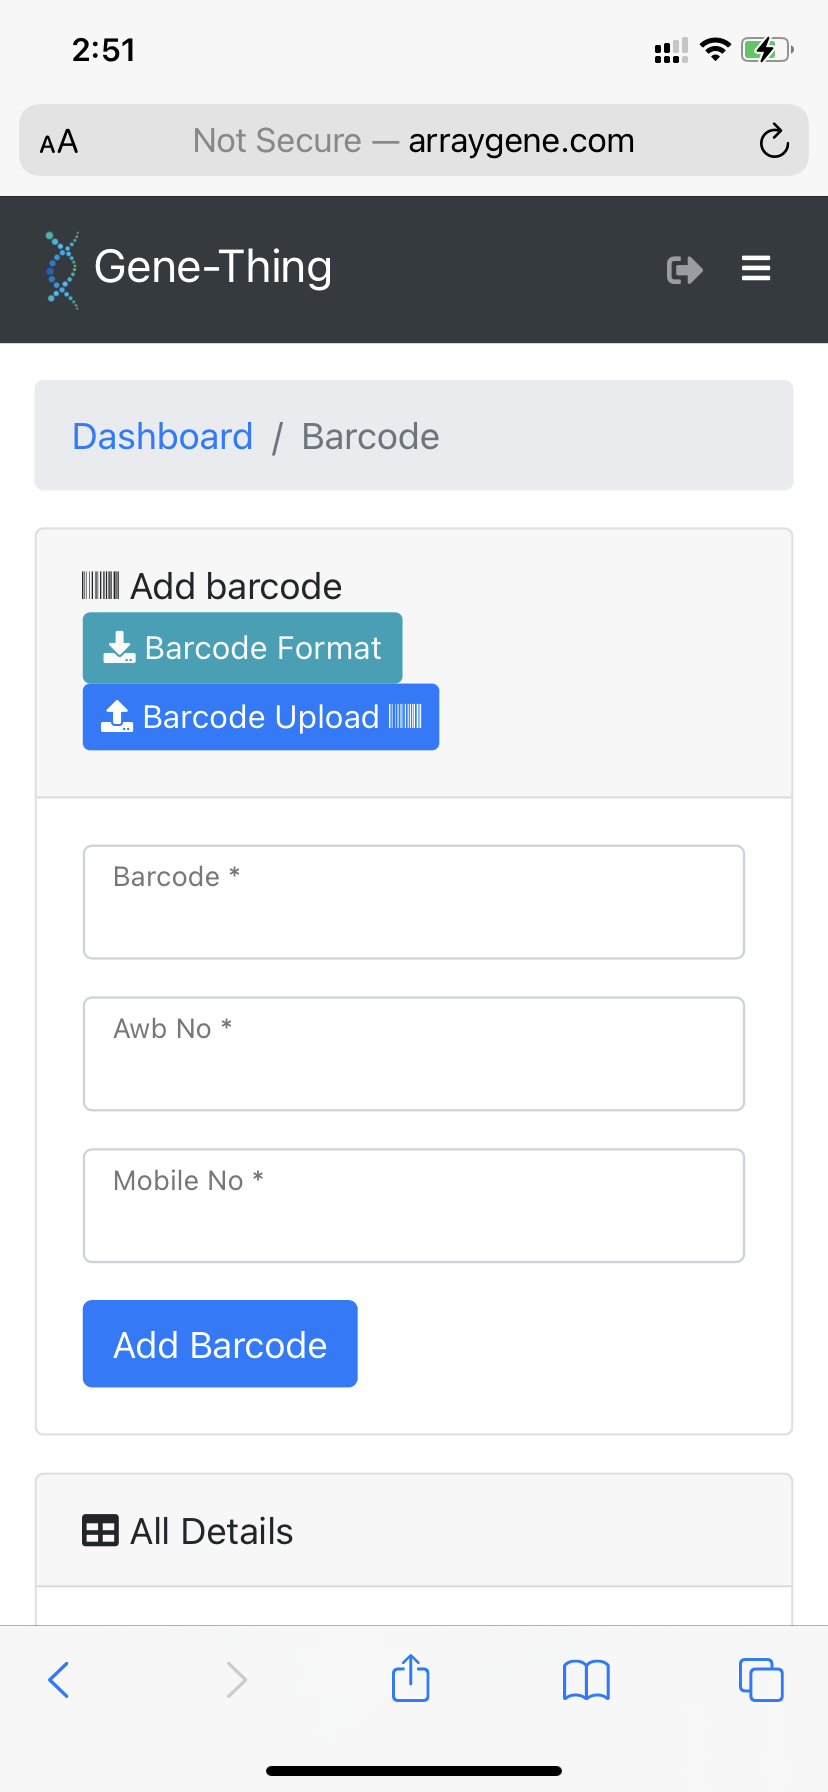 2:51
AA Not Secure — arraygene.com
Gene-Thing
Dashboard / Barcode
Add barcode
Barcode Format
Barcode Upload
Barcode *
Awb No *
Mobile No *
Add Barcode
All Details